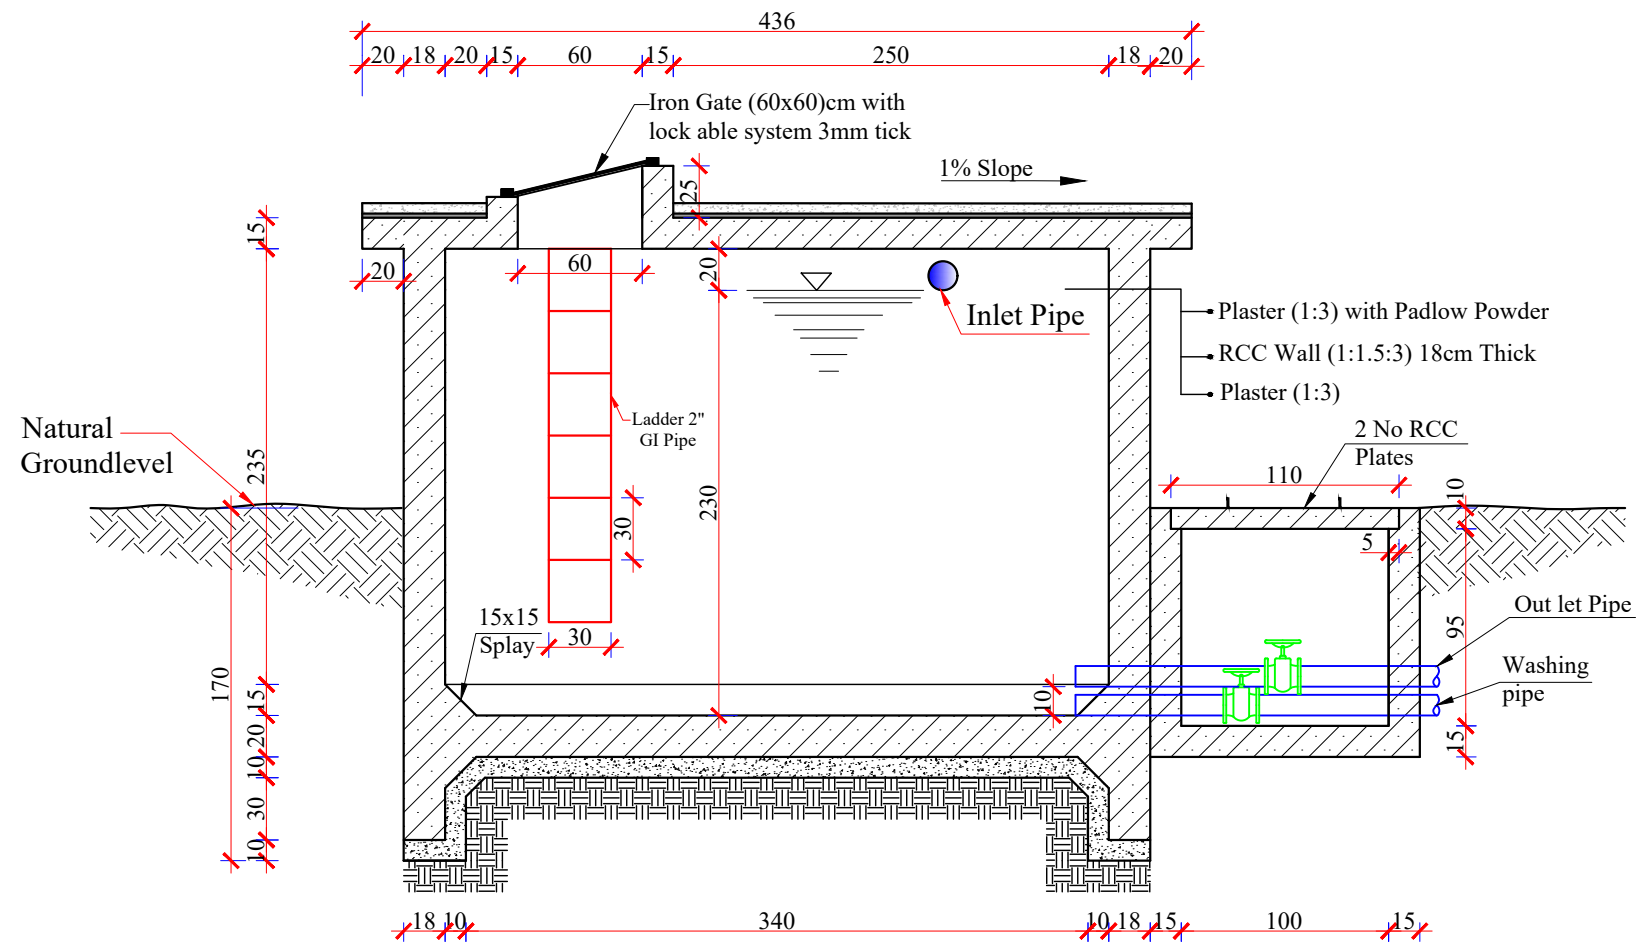 436
20 18 20 15 60 15 250 18 20
Iron Gate (60x60)cm with
lock able system 3mm tick
1% Slope
25
15
20
60
20
Inlet Pipe
Plaster (1:3) with Padlow Powder
RCC Wall (1:1.5:3) 18cm Thick
Plaster (1:3)
Ladder 2"
GI Pipe
Natural
Groundlevel
235
2 No RCC
Plates
110
10
230
30
5
15x15
Splay
30
Out let Pipe
95
Washing
pipe
170
15
10
20
15
10
30
10
18 10 340 10 18 15 100 15